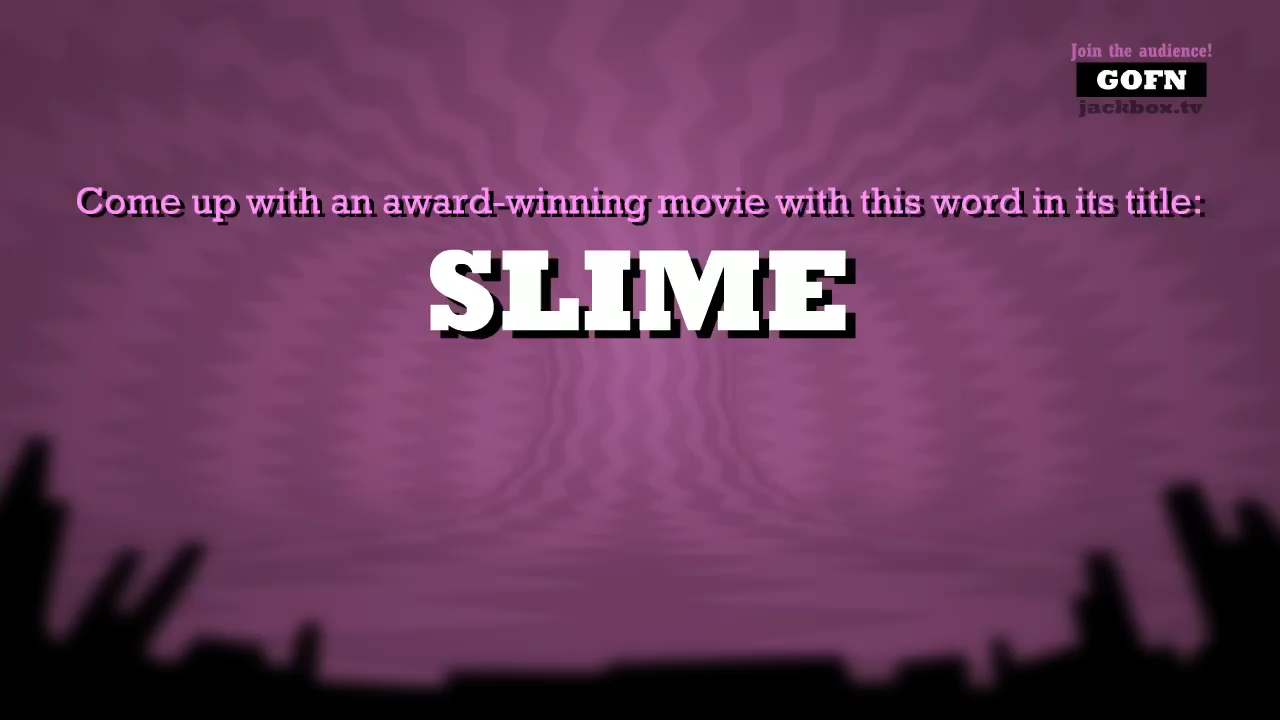 Join the audience!
GOFN
jackbox.tv
Come up with an award-winning movie with this word in its title:
SLIME